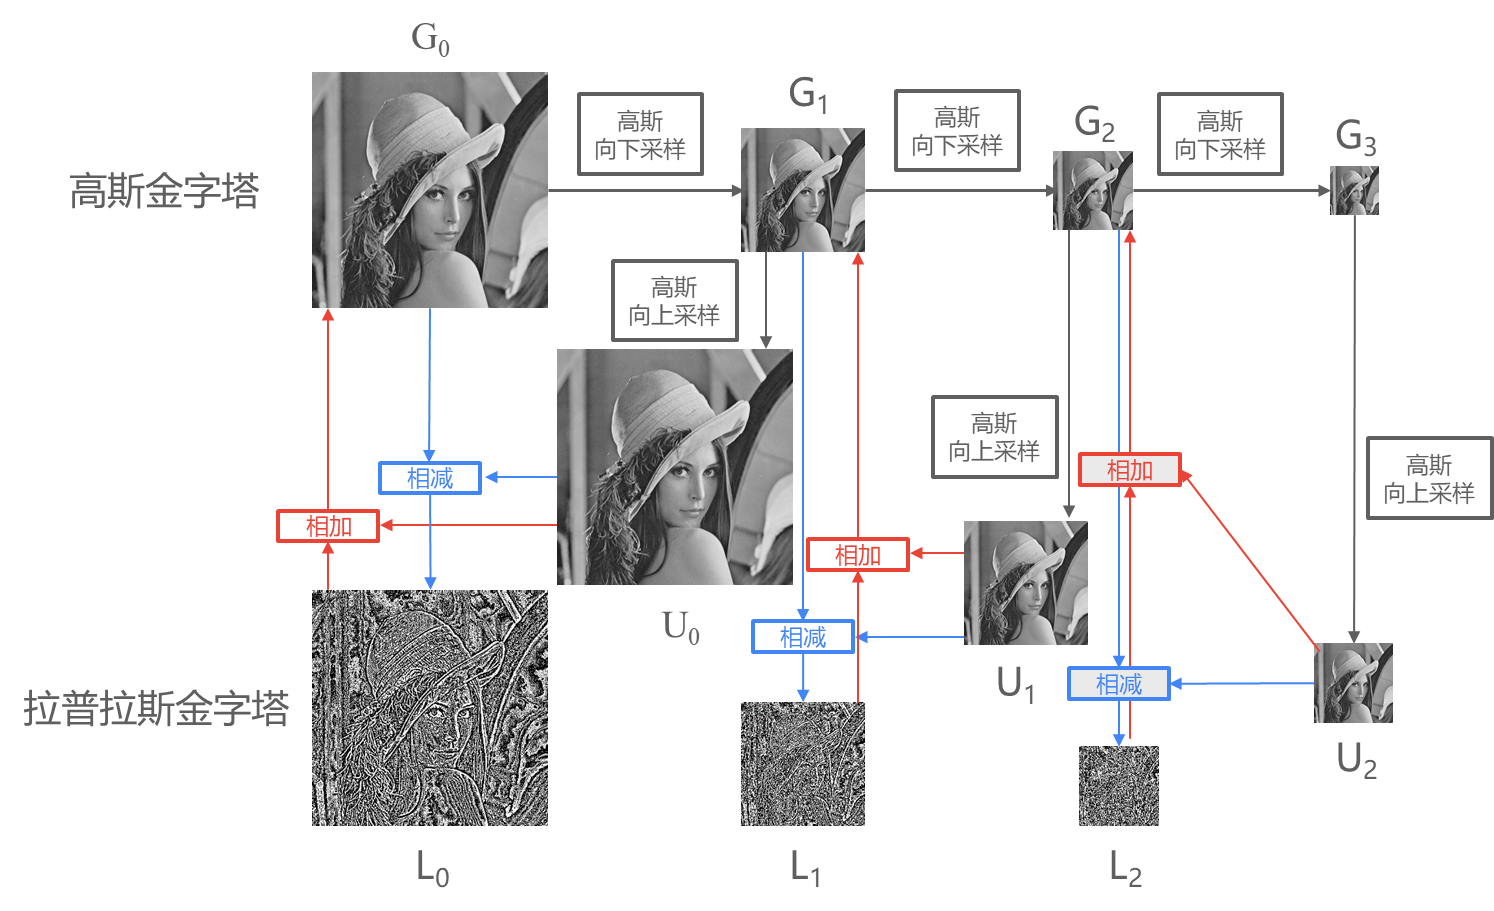 G0
G1
G2
G3
高斯
向下采样
高斯
向下采样
高斯
向下采样
高斯金字塔
高斯
向上采样
高斯
向上采样
高斯
向上采样
相减
相加
相加
相加
相减
相减
U0
U1
U2
拉普拉斯金字塔
L0
L1
L2